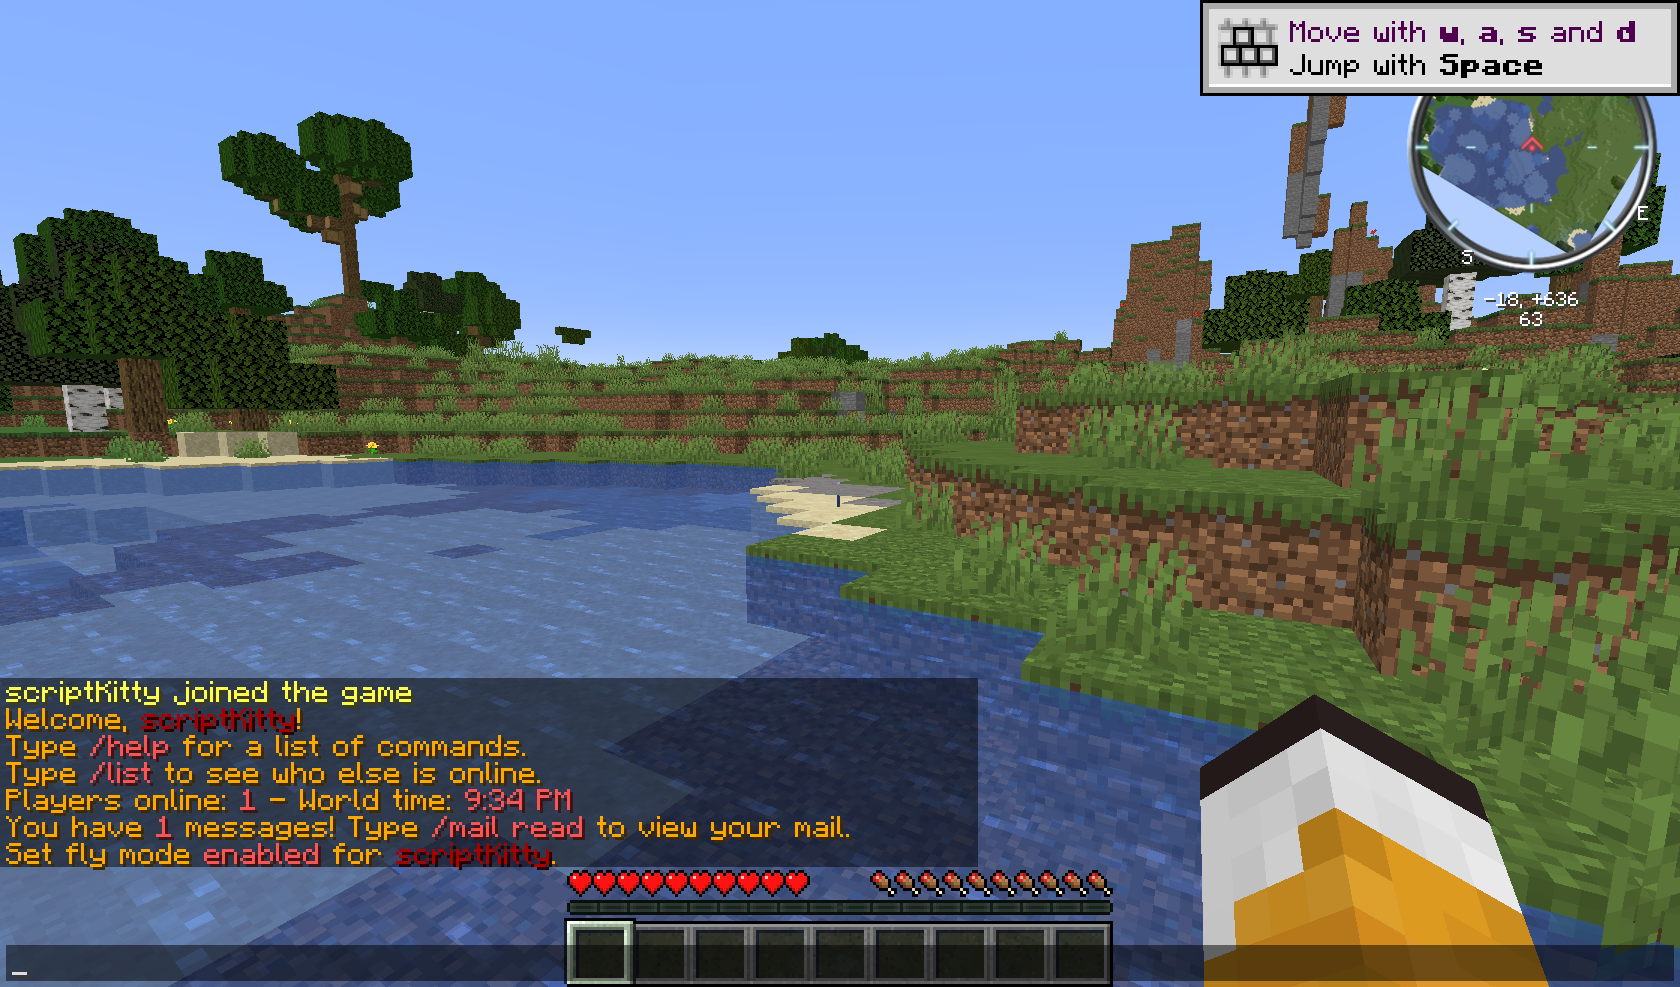 Move with w, a, s and d
Jump with Space
E
S
-18, +636
63
scriptKitty joined the game
Welcome, scriptKitty!
Type /help for a list of commands.
Type /list to see who else is online.
Players online: 1 - World time: 9:34 PM
You have 1 messages! Type /mail read to view your mail.
Set fly mode enabled for scriptKitty.
_